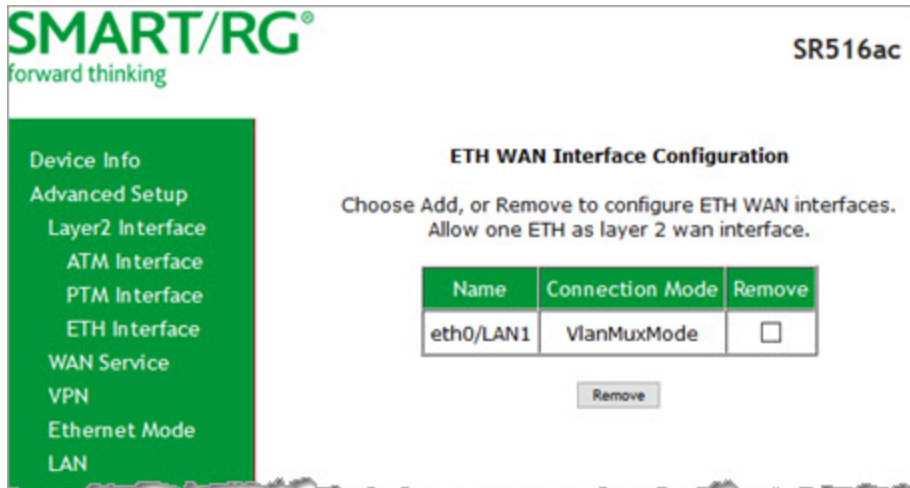 SMART/RG®
forward thinking
SR516ac
Device Info
Advanced Setup
Layer2 Interface
ATM Interface
PTM Interface
ETH Interface
WAN Service
VPN
Ethernet Mode
LAN
ETH WAN Interface Configuration
Choose Add, or Remove to configure ETH WAN interfaces.
Allow one ETH as layer 2 wan interface.
Name Connection Mode Remove
eth0/LAN1 VlanMuxMode
Remove